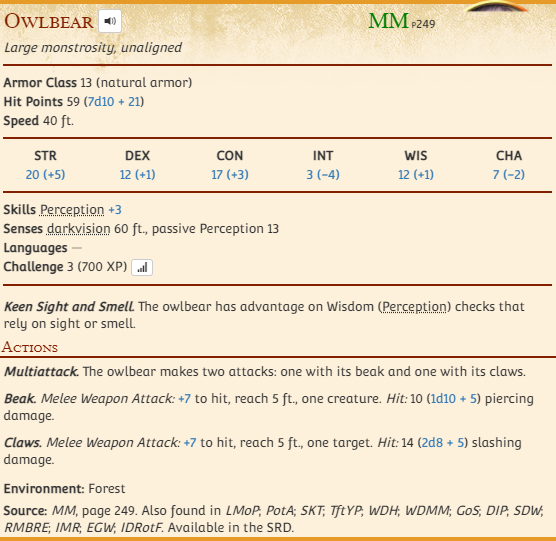 Owlbear MM P249
Large monstrosity, unaligned
Armor Class 13 (natural armor)
Hit Points 59 (7d10 + 21)
Speed 40 ft.
STR DEX CON INT WIS CHA
20 (+5) 12 (+1) 17 (+3) 3 (−4) 12 (+1) 7 (−2)
Skills Perception +3
Senses darkvision 60 ft., passive Perception 13
Languages —
Challenge 3 (700 XP)
Keen Sight and Smell. The owlbear has advantage on Wisdom (Perception) checks that
rely on sight or smell.
Actions
Multiattack. The owlbear makes two attacks: one with its beak and one with its claws.
Beak. Melee Weapon Attack: +7 to hit, reach 5 ft., one creature. Hit: 10 (1d10 + 5) piercing
damage.
Claws. Melee Weapon Attack: +7 to hit, reach 5 ft., one target. Hit: 14 (2d8 + 5) slashing
damage.
Environment: Forest
Source: MM, page 249. Also found in LMoP; PotA; SKT; TftYP; WDH; WDMM; GoS; DIP; SDW;
RMBRE; IMR; EGW; IDRotF. Available in the SRD.